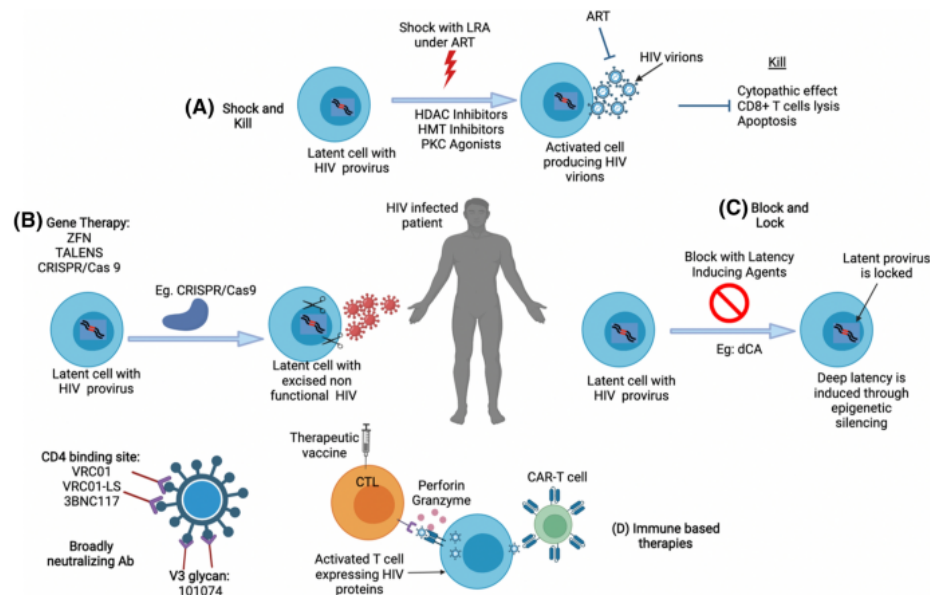 ART
Shock with LRA
under ART
HIV virions
Kill
(A)
Shock and
Kill
HDAC Inhibitors
HMT Inhibitors
PKC Agonists
Cytopathic effect
CD8+ T cells lysis
Apoptosis
Latent cell with
HIV provirus
Activated cell
producing HIV
virions
(B)
Gene Therapy:
ZFN
TALENS
CRISPR/Cas 9
Eg. CRISPR/Cas9
Latent cell with
HIV provirus
Latent cell with
excised non
functional HIV
HIV infected
patient
(C)
Block and
Lock
Block with Latency
Inducing Agents
Latent provirus
is locked
Eg: dCA
Latent cell with
HIV provirus
Deep latency is
induced through
epigenetic
silencing
CD4 binding site:
VRC01
VRC01-LS
3BNC117
Broadly
neutralizing Ab
V3 glycan:
101074
Therapeutic
vaccine
CTL
Perforin
Granzyme
CAR-T cell
Activated T cell
expressing HIV
proteins
(D) Immune based
therapies